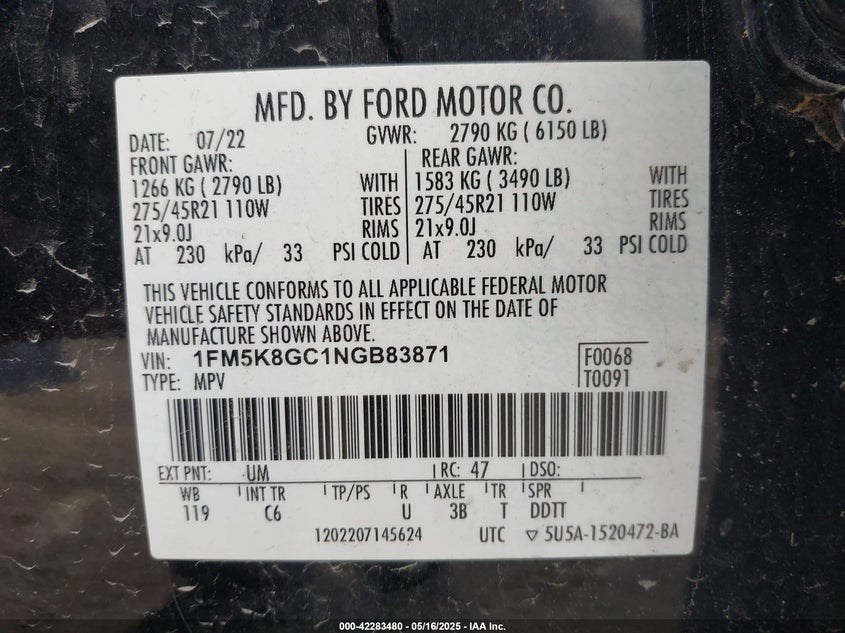 MFD. BY FORD MOTOR CO.
DATE: 07/22 GVWR: 2790 KG ( 6150 LB)
FRONT GAWR: REAR GAWR:
1266 KG ( 2790 LB) WITH 1583 KG ( 3490 LB) WITH
275/45R21 110W TIRES 275/45R21 110W TIRES
21x9.0J RIMS 21x9.0J RIMS
AT 230 kPa/ 33 PSI COLD AT 230 kPa/ 33 PSI COLD
THIS VEHICLE CONFORMS TO ALL APPLICABLE FEDERAL MOTOR
VEHICLE SAFETY STANDARDS IN EFFECT ON THE DATE OF
MANUFACTURE SHOWN ABOVE.
VIN: 1FM5K8GC1NGB83871 F0068
TYPE: MPV T0091
EXT PNT: UM RC: 47 DSO:
WB INT TR TP/PS R AXLE TR SPR
119 C6 U 3B T DDTT
1202207145624 UTC ▽ 5U5A-1520472-BA
000-42283480 - 05/16/2025 - IAA Inc.